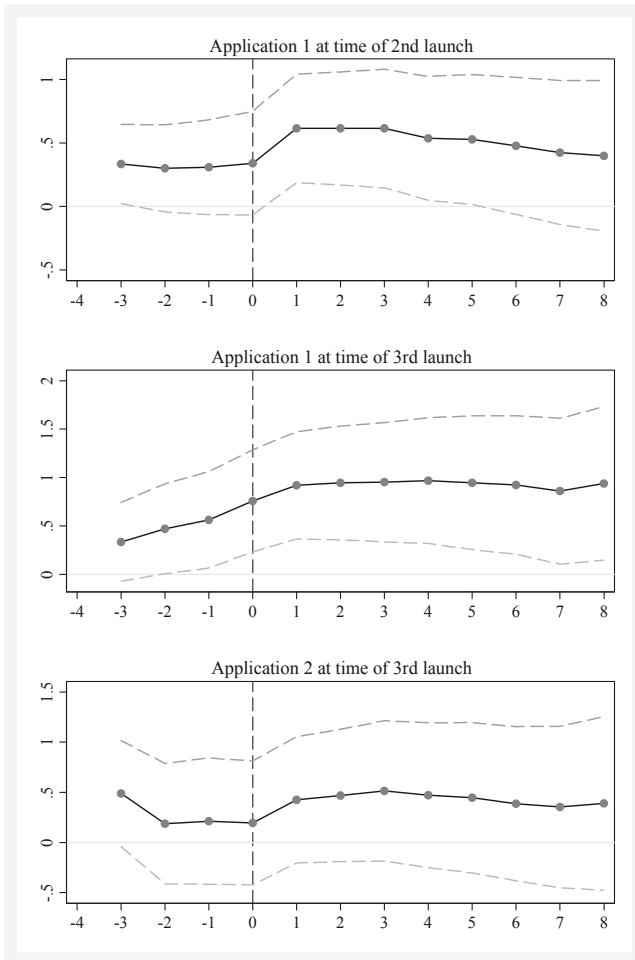 Application 1 at time of 2nd launch
1
.5
0
-.5
-4 -3 -2 -1 0 1 2 3 4 5 6 7 8
Application 1 at time of 3rd launch
2
1.5
1
.5
0
-4 -3 -2 -1 0 1 2 3 4 5 6 7 8
Application 2 at time of 3rd launch
1.5
1
.5
0
-.5
-4 -3 -2 -1 0 1 2 3 4 5 6 7 8